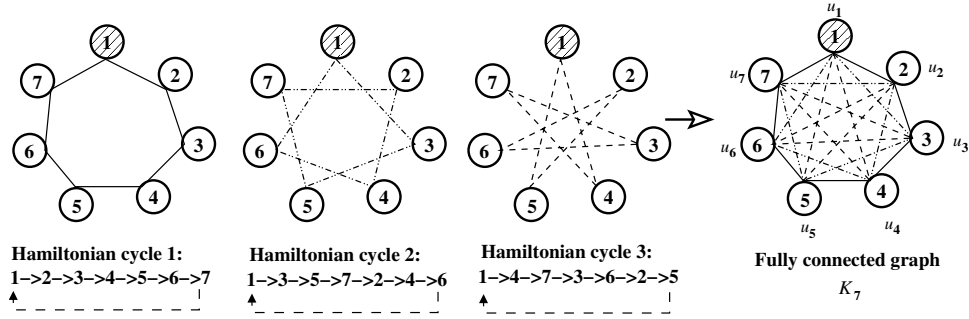 1
2
3
4
5
6
7
Hamiltonian cycle 1:
1–>2–>3–>4–>5–>6–>7
1
2
3
4
5
6
7
Hamiltonian cycle 2:
1–>3–>5–>7–>2–>4–>6
1
2
3
4
5
6
7
Hamiltonian cycle 3:
1–>4–>7–>3–>6–>2–>5
u₁
1
2 u₂
3 u₃
4
u₄
5
u₅
6
u₆
7
u₇
Fully connected graph
K₇